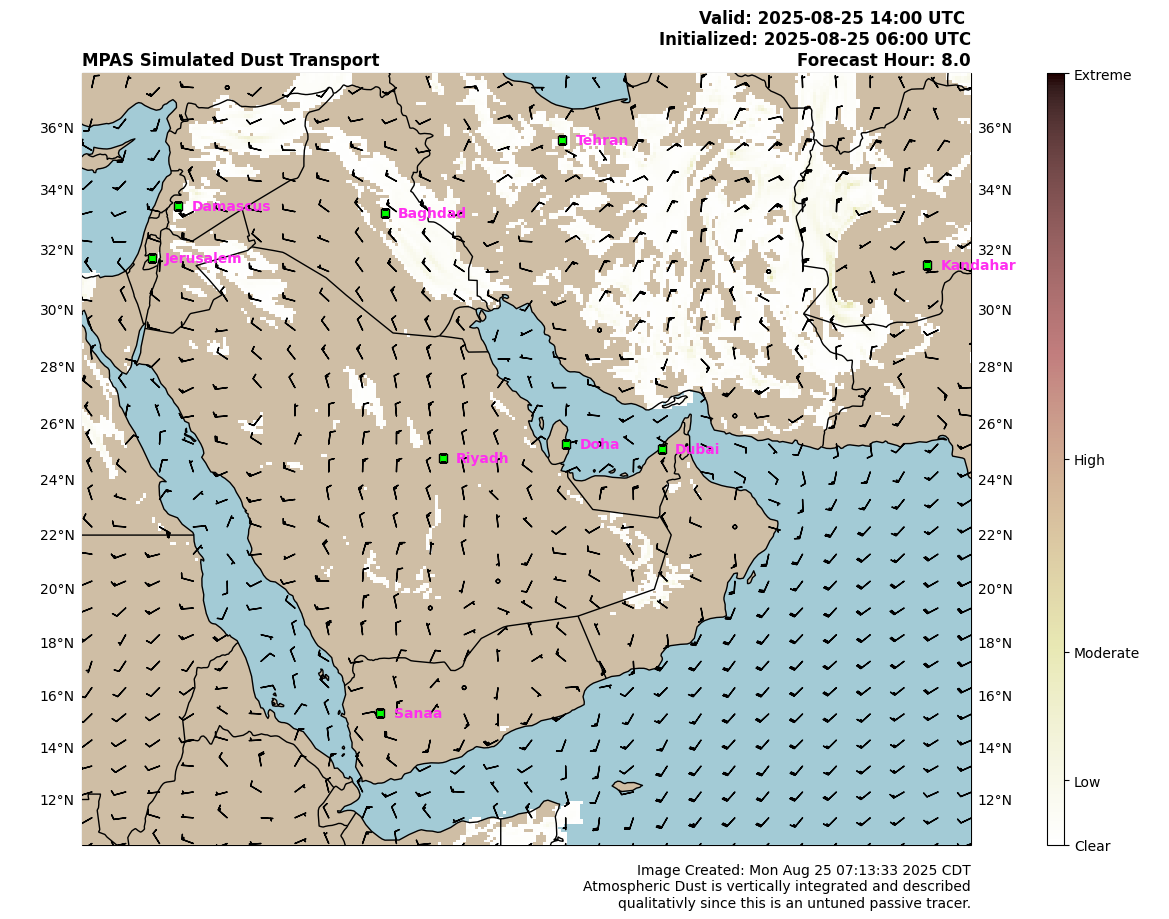 Valid: 2025-08-25 14:00 UTC
Initialized: 2025-08-25 06:00 UTC
MPAS Simulated Dust Transport
Forecast Hour: 8.0
Extreme
36°N
36°N
Tehran
34°N
34°N
Damascus
Baghdad
32°N
32°N
Jerusalem
Kandahar
30°N
30°N
28°N
28°N
26°N
26°N
Doha
Dubai
Riyadh
High
24°N
24°N
22°N
22°N
20°N
20°N
18°N
18°N
Moderate
16°N
16°N
Sanaa
14°N
14°N
Low
12°N
12°N
Clear
Image Created: Mon Aug 25 07:13:33 2025 CDT
Atmospheric Dust is vertically integrated and described
qualitativly since this is an untuned passive tracer.